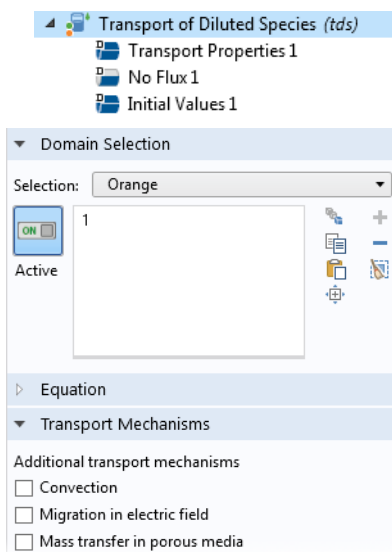 Transport of Diluted Species (tds)
Transport Properties 1
No Flux 1
Initial Values 1
Domain Selection
Selection: Orange
ON 1
Active
Equation
Transport Mechanisms
Additional transport mechanisms
Convection
Migration in electric field
Mass transfer in porous media